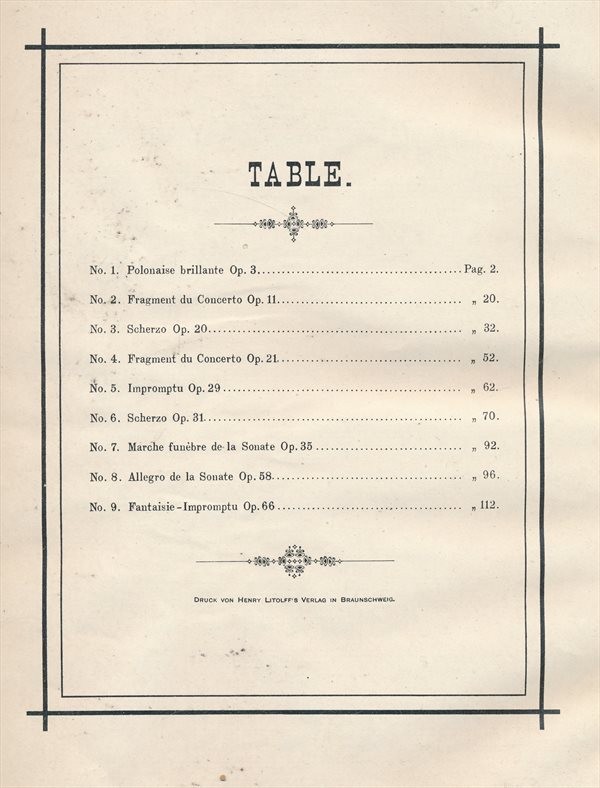 TABLE.
No. 1. Polonaise brillante Op. 3........................................ Pag. 2.
No. 2. Fragment du Concerto Op. 11..................................... „ 20.
No. 3. Scherzo Op. 20.................................................. „ 32.
No. 4. Fragment du Concerto Op. 21..................................... „ 52.
No. 5. Impromptu Op. 29................................................ „ 62.
No. 6. Scherzo Op. 31.................................................. „ 70.
No. 7. Marche funèbre de la Sonate Op. 35.............................. „ 92.
No. 8. Allegro de la Sonate Op. 58..................................... „ 96.
No. 9. Fantaisie-Impromptu Op. 66...................................... „ 112.
DRUCK VON HENRY LITOLFF'S VERLAG IN BRAUNSCHWEIG.